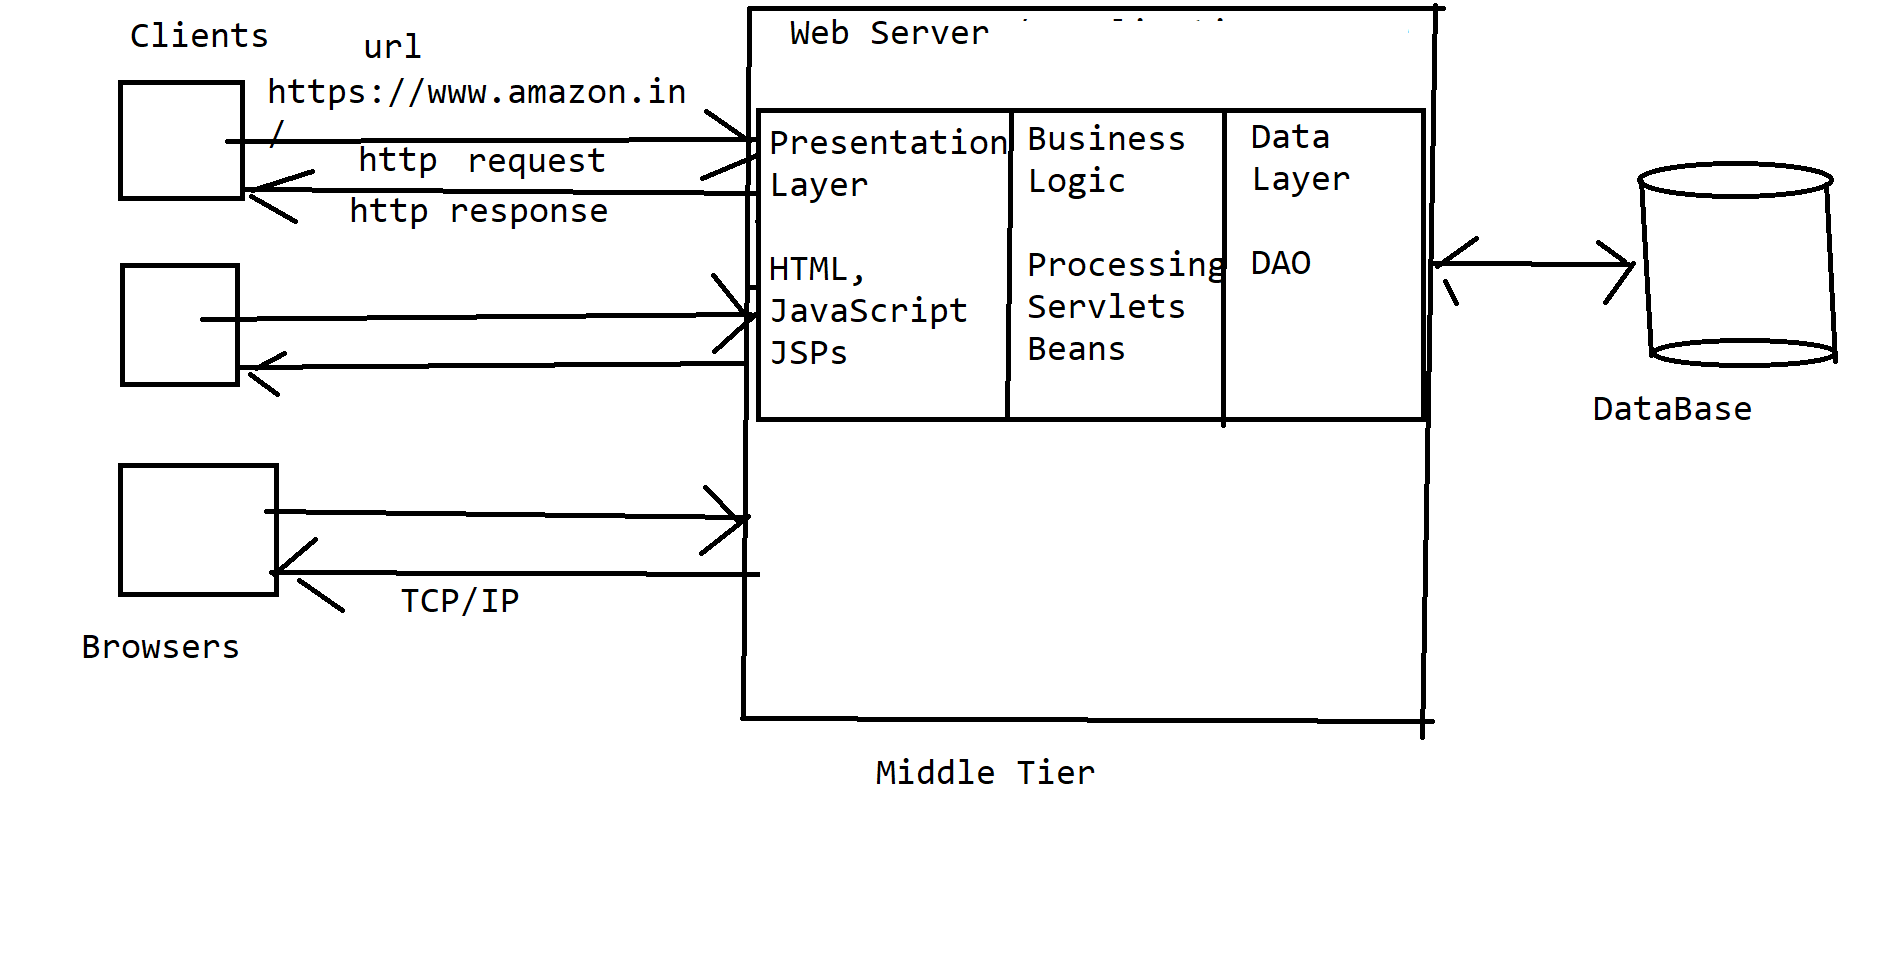 Clients
url
https://www.amazon.in
/
http request
http response
TCP/IP
Browsers
Web Server
Presentation
Layer
HTML,
JavaScript
JSPs
Business
Logic
Processing
Servlets
Beans
Data
Layer
DAO
Middle Tier
DataBase